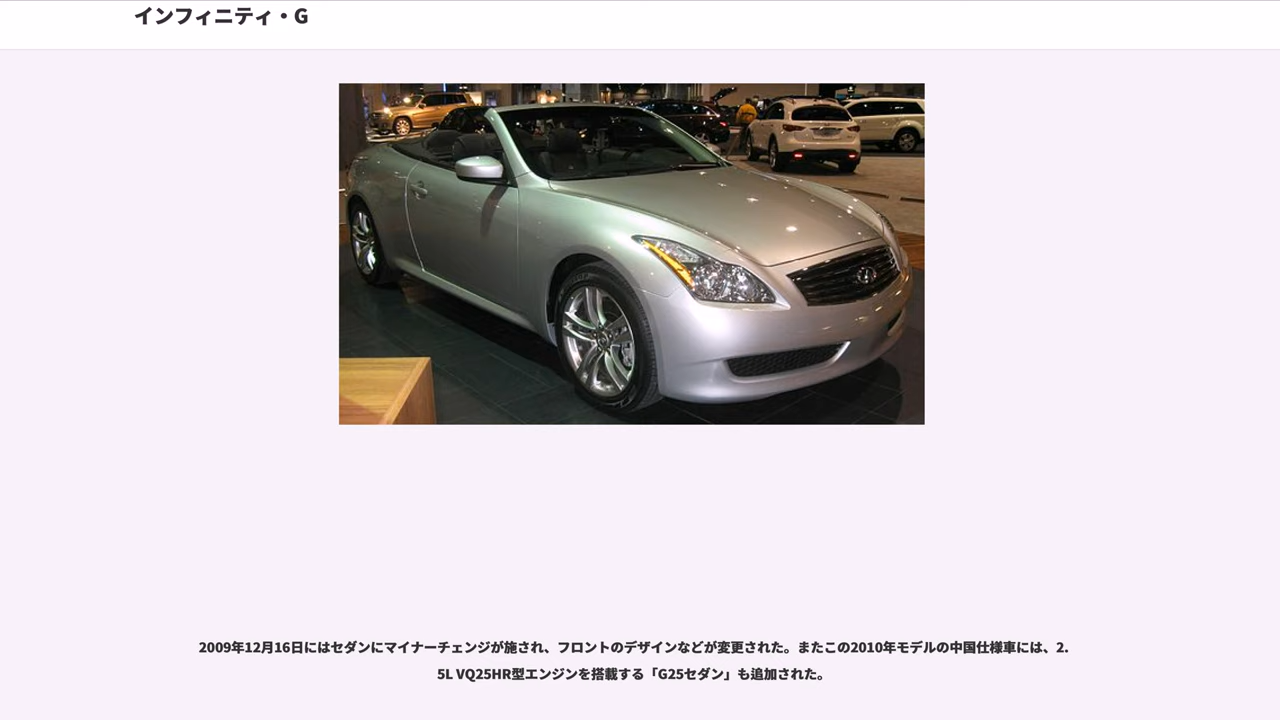 インフィニティ・G
2009年12月16日にはセダンにマイナーチェンジが施され、フロントのデザインなどが変更された。またこの2010年モデルの中国仕様車には、2.
5L VQ25HR型エンジンを搭載する「G25セダン」も追加された。